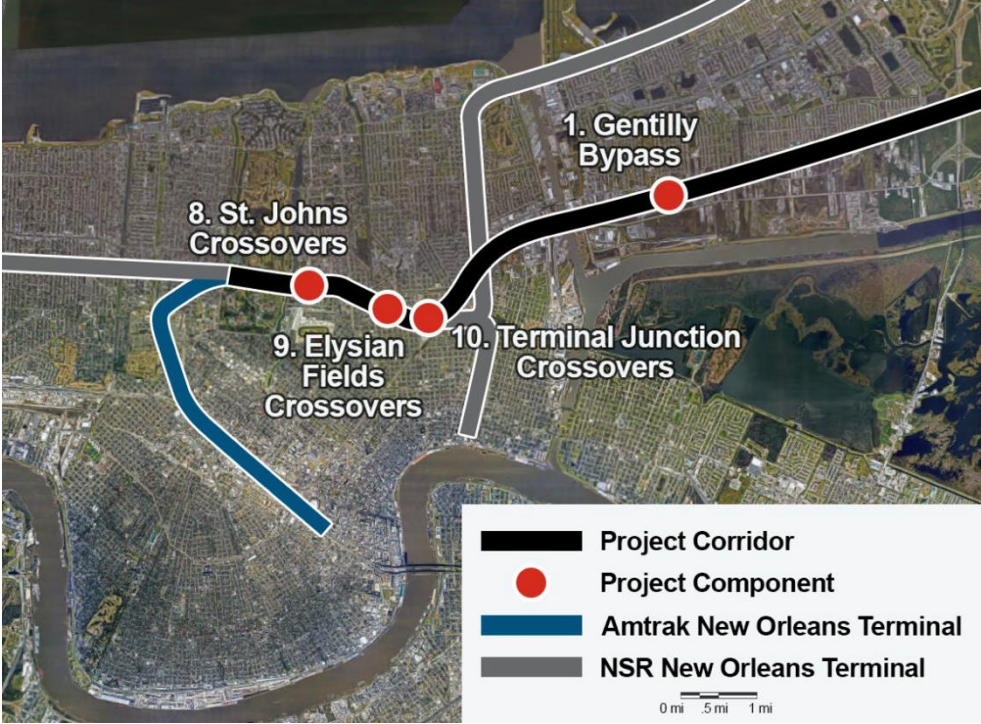 1. Gentilly
Bypass
8. St. Johns
Crossovers
9. Elysian
Fields
Crossovers
10. Terminal Junction
Crossovers
Project Corridor
Project Component
Amtrak New Orleans Terminal
NSR New Orleans Terminal
0 mi .5 mi 1 mi